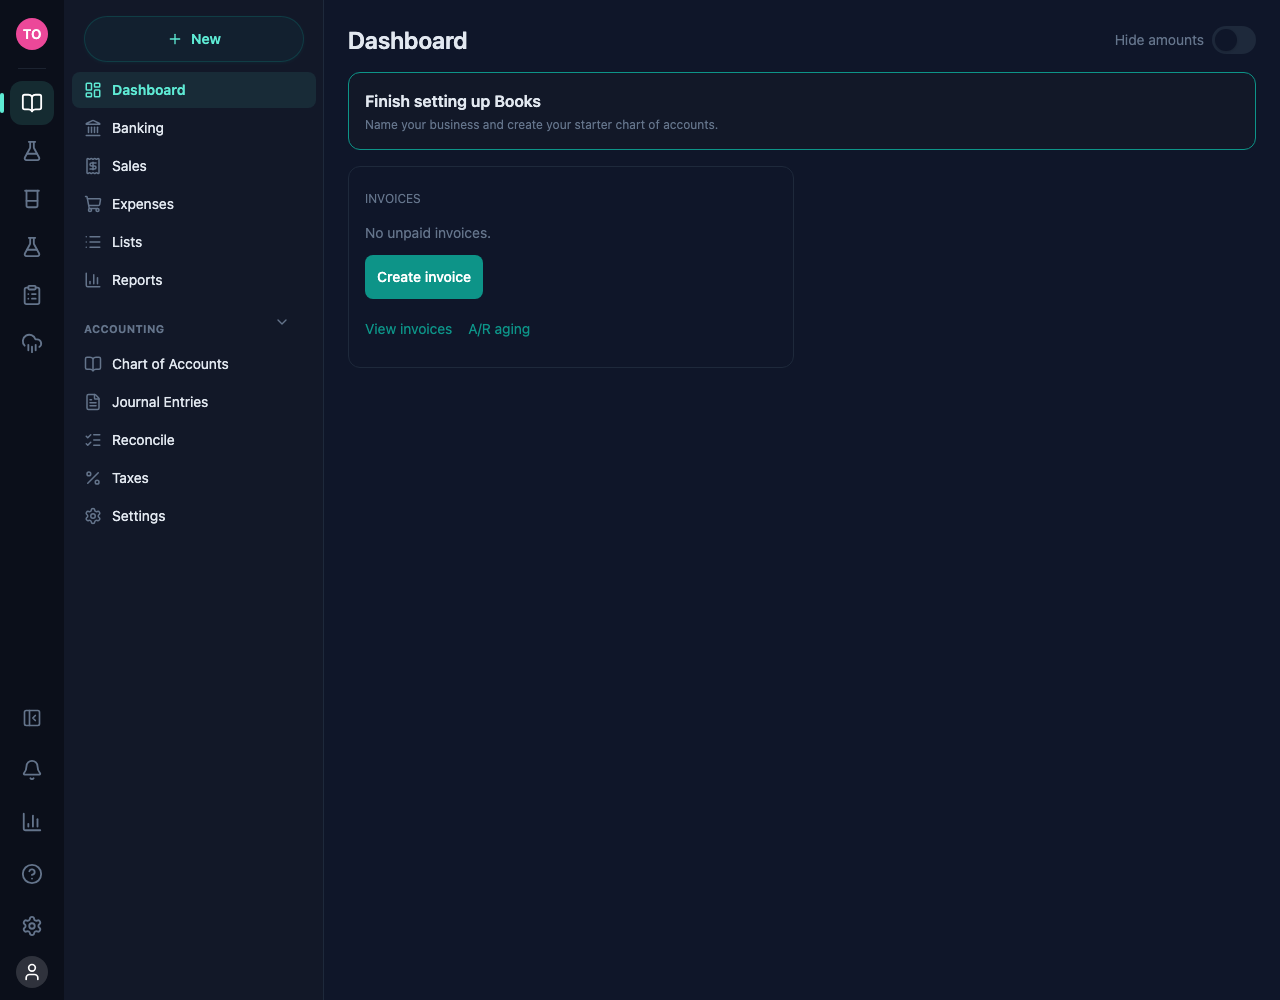 TO
New
Dashboard
Banking
Sales
Expenses
Lists
Reports
ACCOUNTING
Chart of Accounts
Journal Entries
Reconcile
Taxes
Settings
Dashboard
Hide amounts
Finish setting up Books
Name your business and create your starter chart of accounts.
INVOICES
No unpaid invoices.
Create invoice
View invoices A/R aging